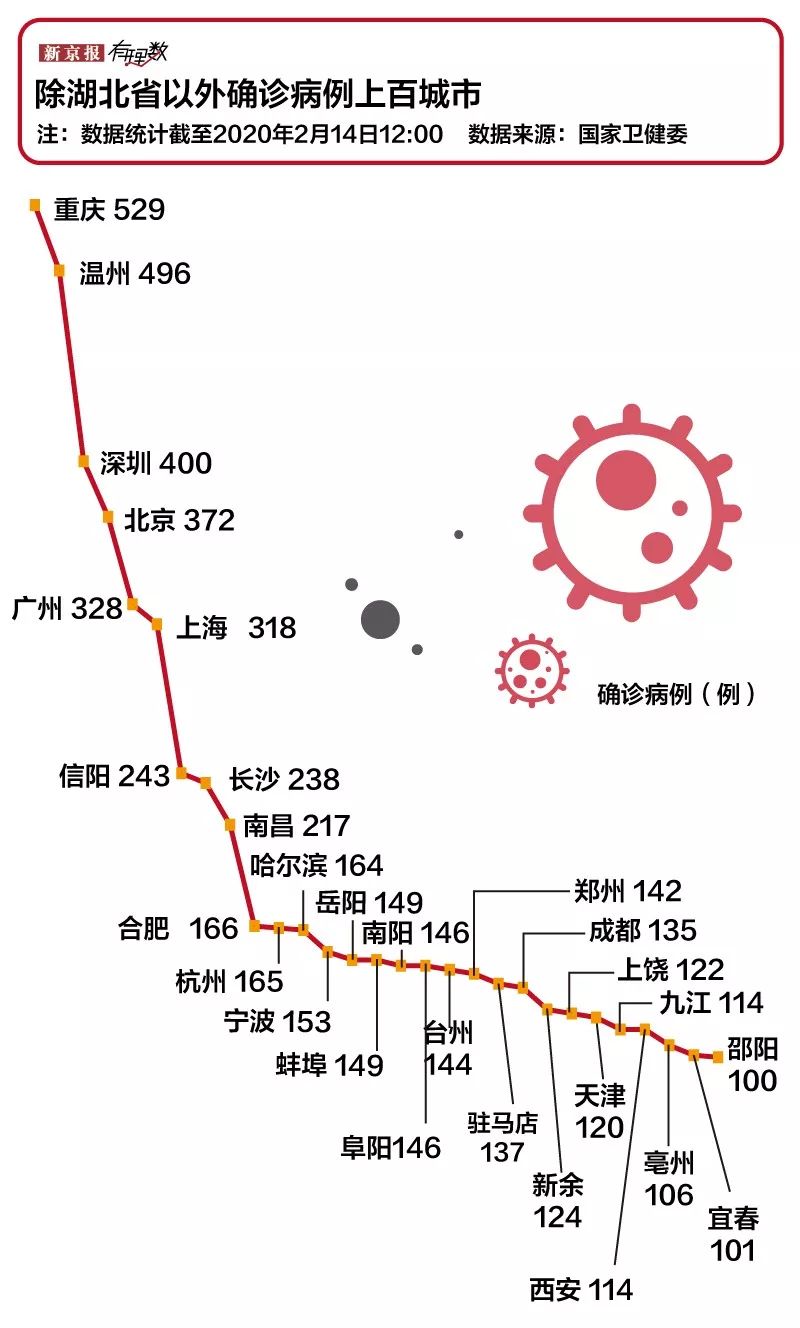 新京报 有理数
除湖北省以外确诊病例上百城市
注：数据统计截至2020年2月14日12:00 数据来源：国家卫健委
重庆 529
温州 496
深圳 400
北京 372
广州 328
上海 318
确诊病例（例）
信阳 243
长沙 238
南昌 217
哈尔滨 164
合肥 166
杭州 165
岳阳 149
南阳 146
宁波 153
蚌埠 149
台州
144
阜阳146
郑州 142
成都 135
上饶 122
九江 114
驻马店
137
新余
124
天津
120
西安 114
亳州
106
宜春
101
邵阳
100